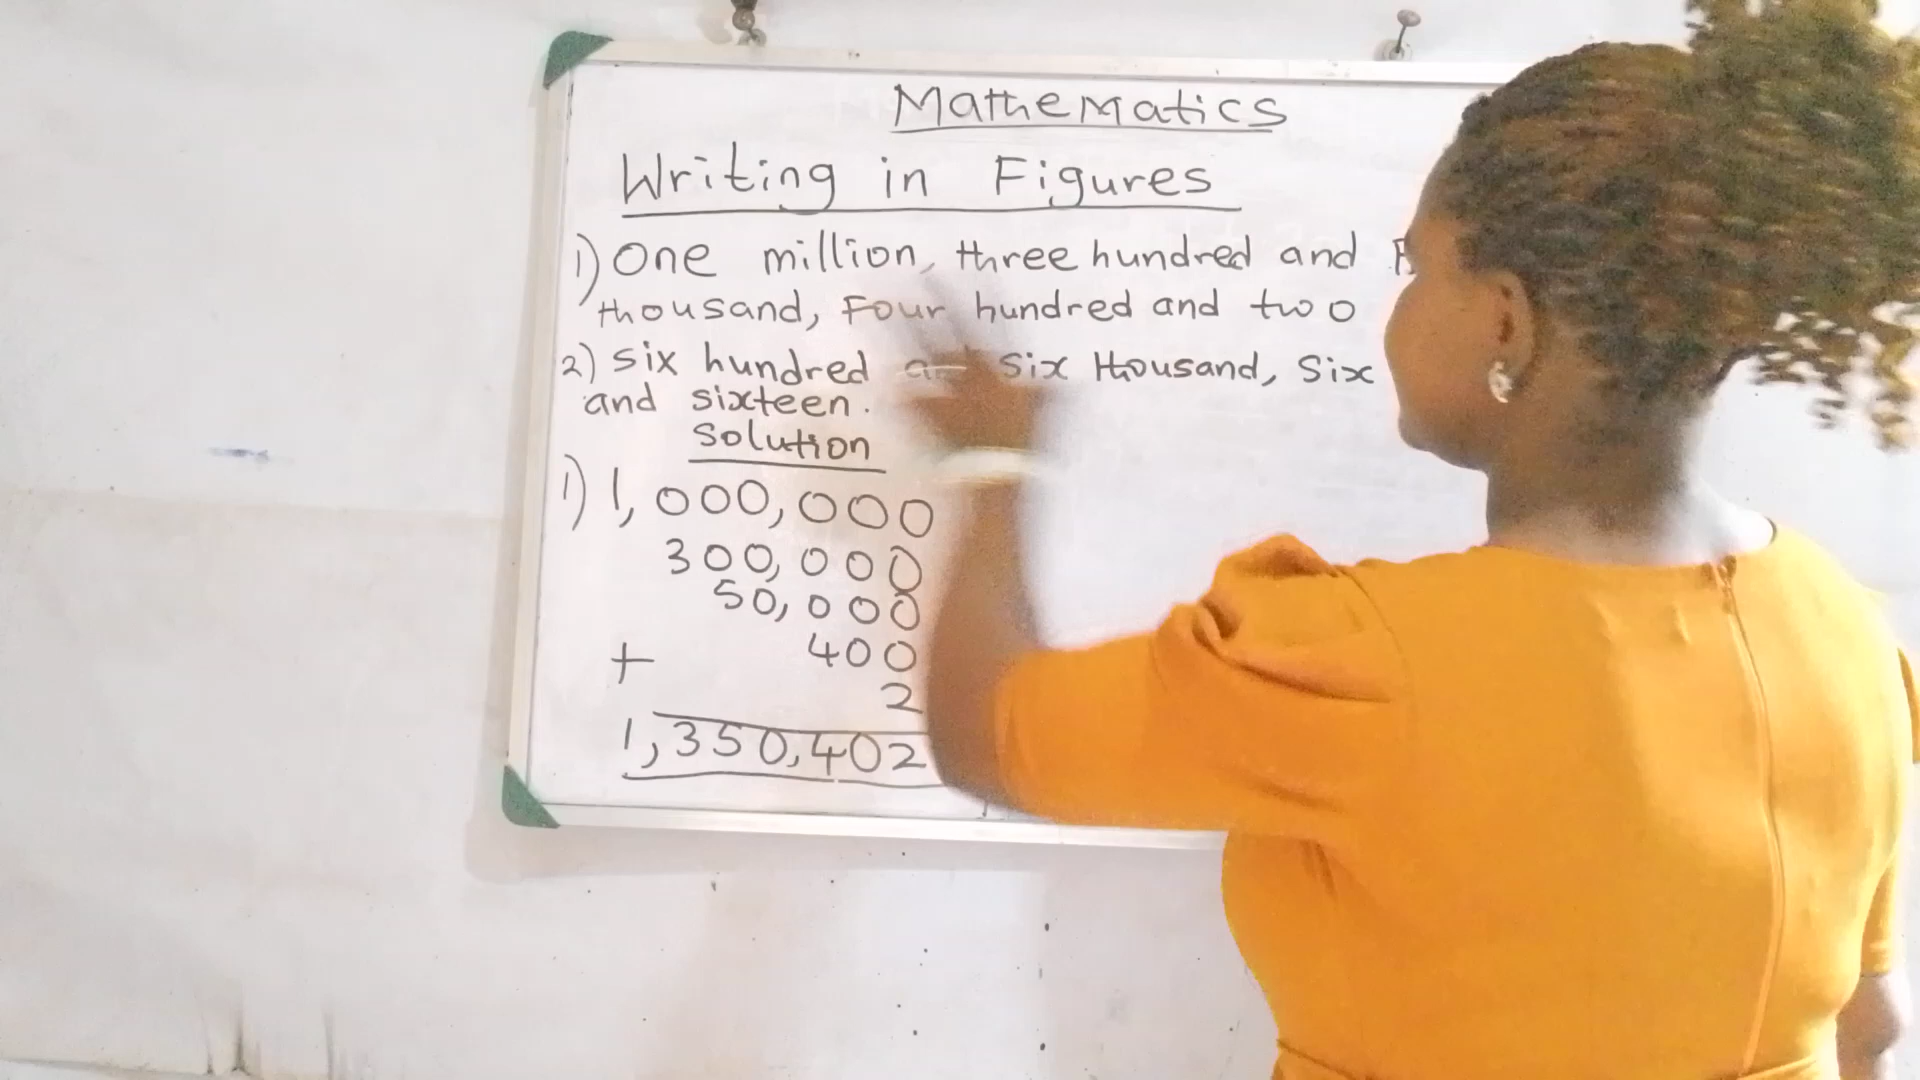 Mathematics
Writing in Figures
1) One million, three hundred and
thousand, Four hundred and two
2) six hundred six thousand, six
and sixteen.
Solution
1) 1,000,000
300,000
50,000
400
+
2
1,350,402